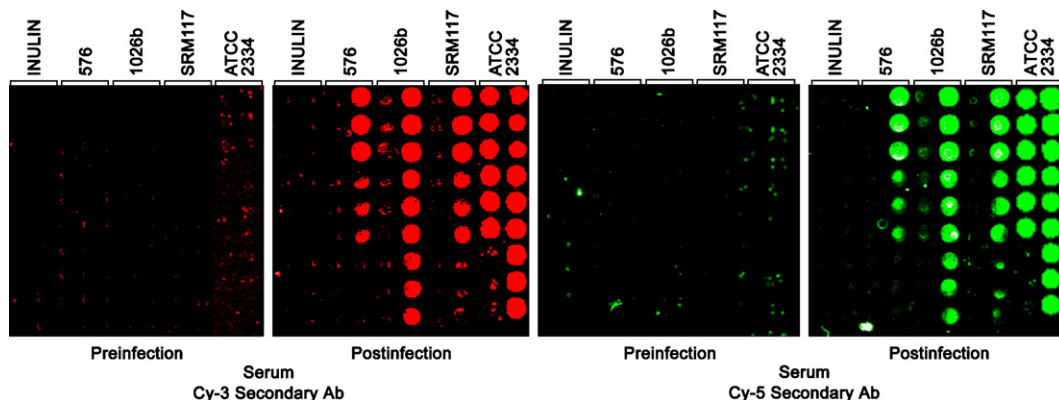 INULIN
576
1026b
SRM117
ATCC
2334
INULIN
576
1026b
SRM117
ATCC
2334
INULIN
576
1026b
SRM117
ATCC
2334
INULIN
576
1026b
SRM117
ATCC
2334
Preinfection Postinfection Preinfection Postinfection
Serum Serum
Cy-3 Secondary Ab Cy-5 Secondary Ab